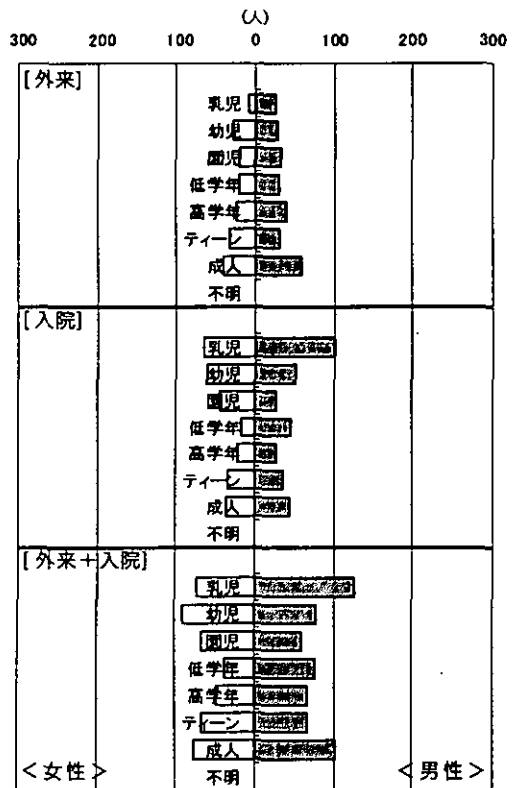 (人)
300 200 100 0 100 200 300
[外来]
乳児
幼児
園児
低学年
高学年
ティーン
成人
不明
[入院]
乳児
幼児
園児
低学年
高学年
ティーン
成人
不明
[外来+入院]
乳児
幼児
園児
低学年
高学年
ティーン
成人
不明
<女性> <男性>